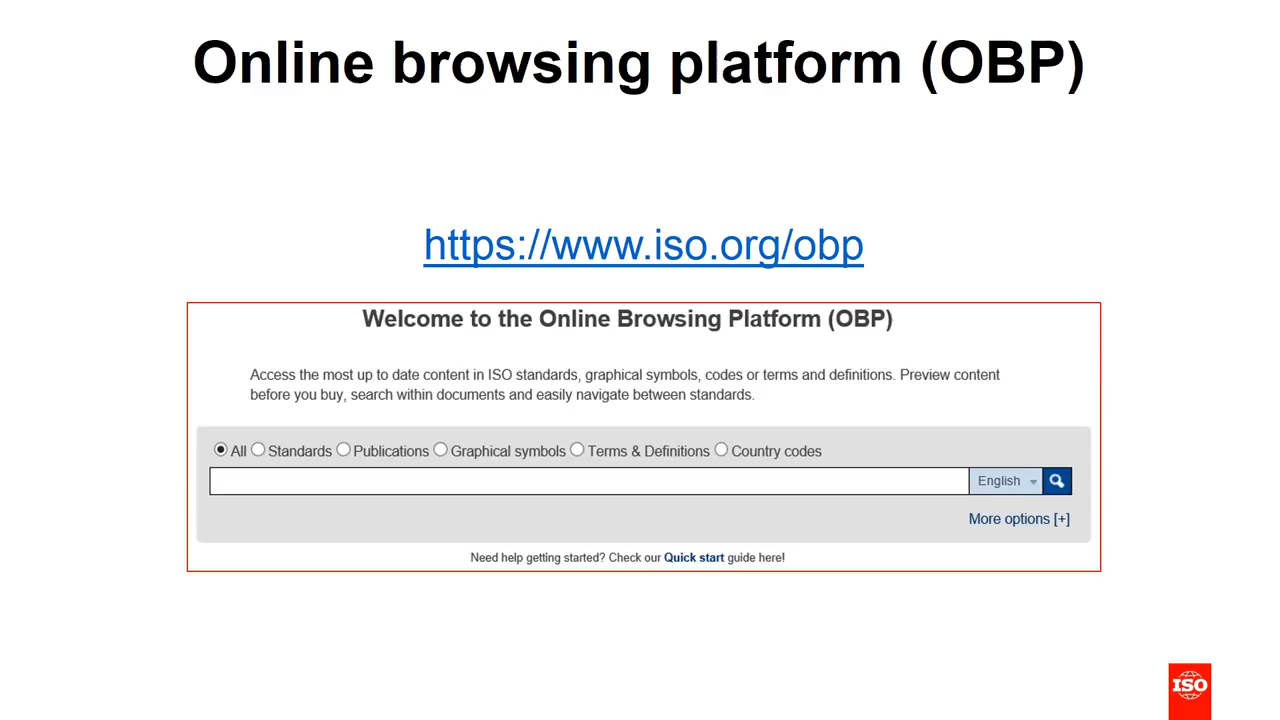 Online browsing platform (OBP)
https://www.iso.org/obp
Welcome to the Online Browsing Platform (OBP)
Access the most up to date content in ISO standards, graphical symbols, codes or terms and definitions. Preview content
before you buy, search within documents and easily navigate between standards.
All Standards Publications Graphical symbols Terms & Definitions Country codes
English
More options [+]
Need help getting started? Check our Quick start guide here!
ISO